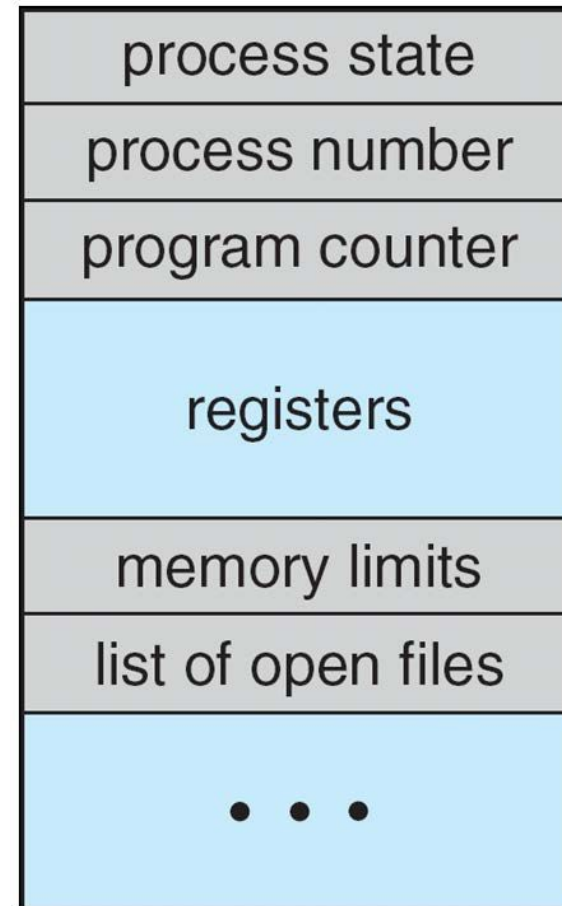 process state
process number
program counter
registers
memory limits
list of open files
• • •